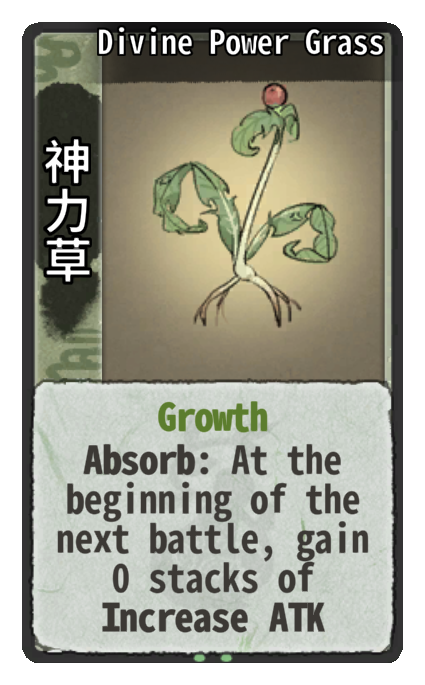 Divine Power Grass
神力草
Growth
Absorb: At the
beginning of the
next battle, gain
0 stacks of
Increase ATK